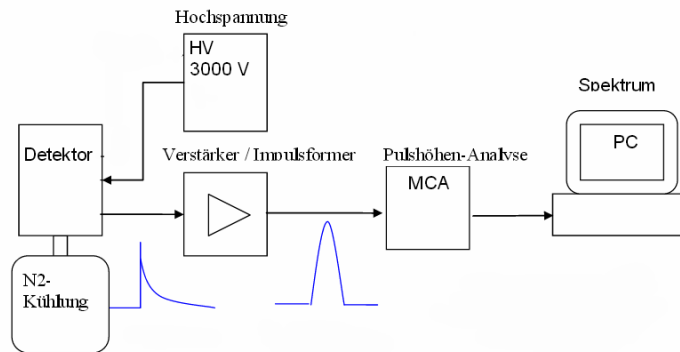 Hochspannung
HV
3000 V
Spektrum
Detektor
Verstärker / Impulsformer
Pulshöhen-Analyse
MCA
PC
N2-
Kühlung